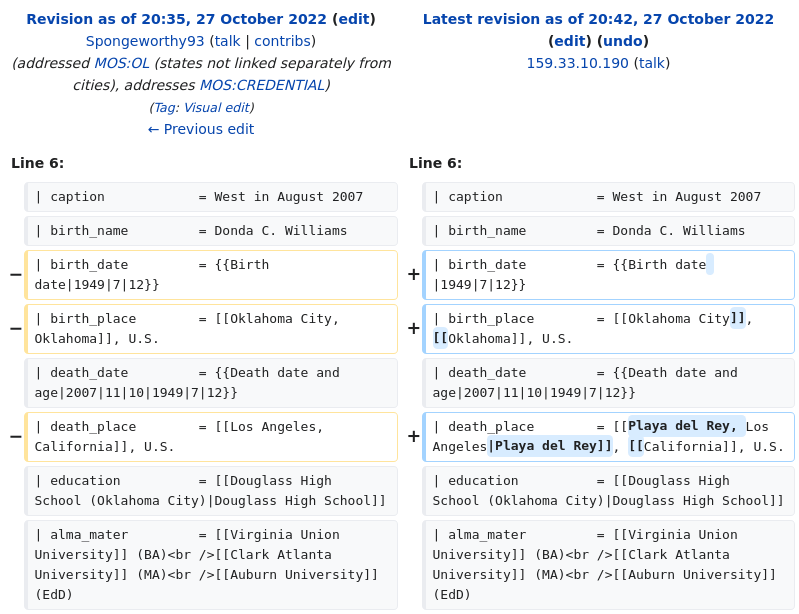 Revision as of 20:35, 27 October 2022 (edit)
Spongeworthy93 (talk | contribs)
(addressed MOS:OL (states not linked separately from
cities), addresses MOS:CREDENTIAL)
(Tag: Visual edit)
← Previous edit
Latest revision as of 20:42, 27 October 2022
(edit) (undo)
159.33.10.190 (talk)
Line 6:
Line 6:
| caption = West in August 2007
| caption = West in August 2007
| birth_name = Donda C. Williams
| birth_name = Donda C. Williams
− | birth_date = {{Birth
date|1949|7|12}}
+ | birth_date = {{Birth date
|1949|7|12}}
− | birth_place = [[Oklahoma City,
Oklahoma]], U.S.
+ | birth_place = [[Oklahoma City]],
[[Oklahoma]], U.S.
| death_date = {{Death date and
age|2007|11|10|1949|7|12}}
| death_date = {{Death date and
age|2007|11|10|1949|7|12}}
− | death_place = [[Los Angeles,
California]], U.S.
+ | death_place = [[Playa del Rey, Los
Angeles|Playa del Rey]], [[California]], U.S.
| education = [[Douglass High
School (Oklahoma City)|Douglass High School]]
| education = [[Douglass High
School (Oklahoma City)|Douglass High School]]
| alma_mater = [[Virginia Union
University]] (BA)<br />[[Clark Atlanta
University]] (MA)<br />[[Auburn University]]
(EdD)
| alma_mater = [[Virginia Union
University]] (BA)<br />[[Clark Atlanta
University]] (MA)<br />[[Auburn University]]
(EdD)